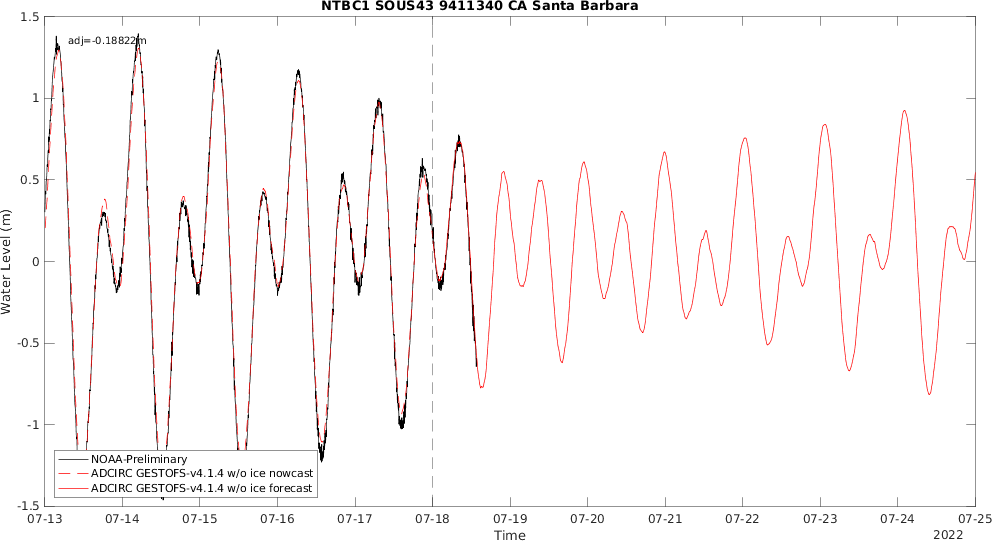 NTBC1 SOUS43 9411340 CA Santa Barbara
adj=-0.18822m
1.5
1
0.5
0
-0.5
-1
-1.5
Water Level (m)
NOAA-Preliminary
ADCIRC GESTOFS-v4.1.4 w/o ice nowcast
ADCIRC GESTOFS-v4.1.4 w/o ice forecast
07-13 07-14 07-15 07-16 07-17 07-18 07-19 07-20 07-21 07-22 07-23 07-24 07-25
Time
2022